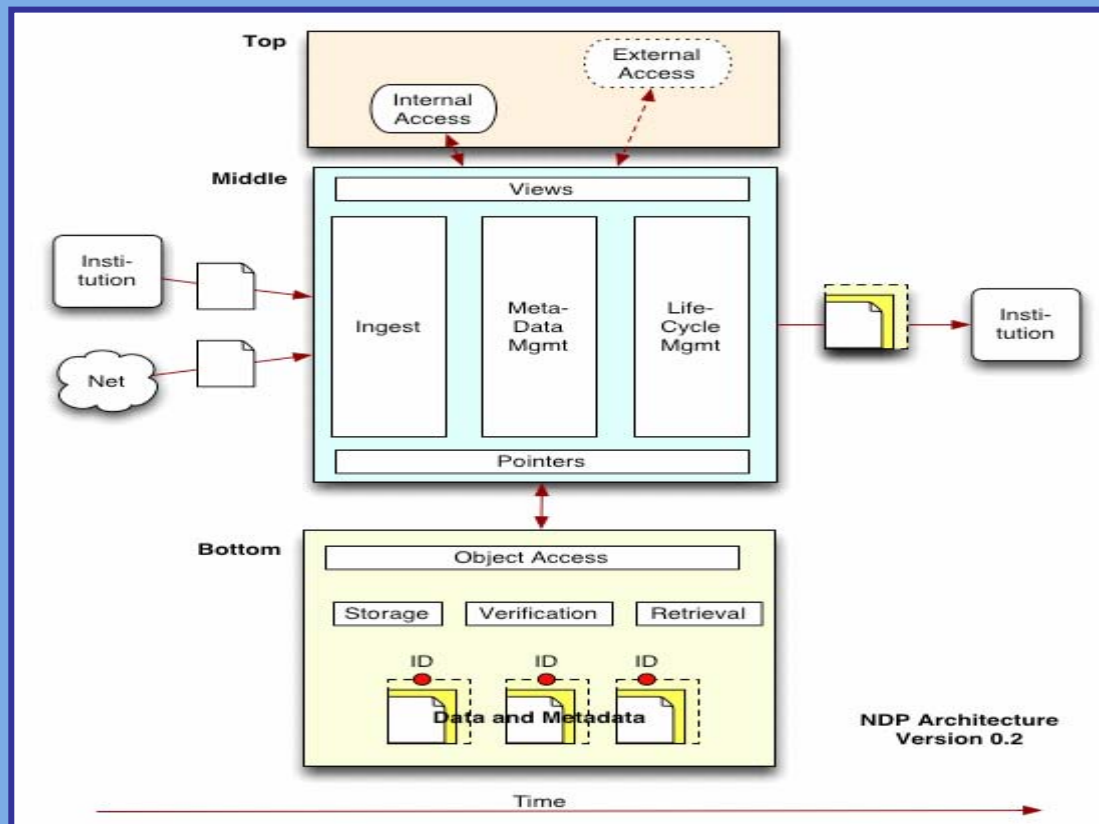 Top
External
Access
Internal
Access
Middle
Views
Insti-
tution
Net
Ingest
Meta-
Data
Mgmt
Life-
Cycle
Mgmt
Insti-
tution
Pointers
Bottom
Object Access
Storage
Verification
Retrieval
ID
ID
ID
Data and Metadata
NDP Architecture
Version 0.2
Time